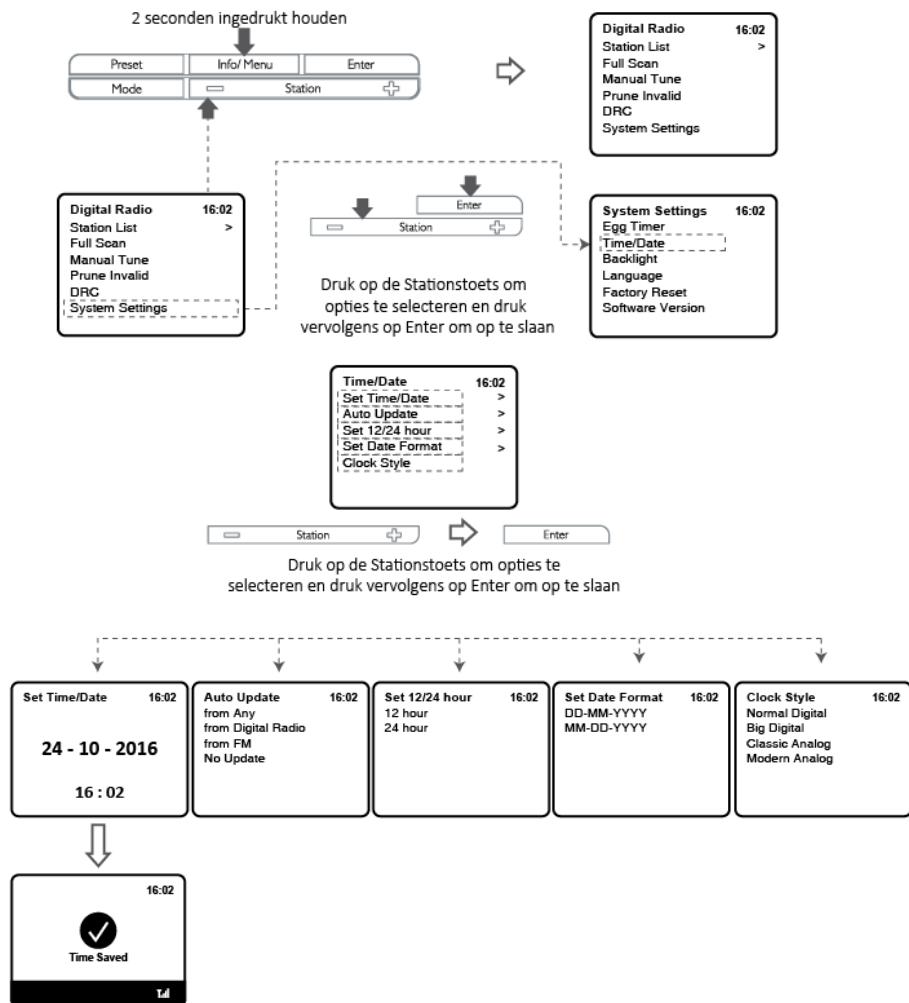 2 seconden ingedrukt houden
Preset Info/ Menu Enter
Mode Station
Digital Radio 16:02
Station List >
Full Scan
Manual Tune
Prune Invalid
DRC
System Settings
Digital Radio 16:02
Station List >
Full Scan
Manual Tune
Prune Invalid
DRC
System Settings
Enter
Station
Druk op de Stationstoets om
opties te selecteren en druk
vervolgens op Enter om op te slaan
System Settings 16:02
Egg Timer
Time/Date
Backlight
Language
Factory Reset
Software Version
Time/Date 16:02
Set Time/Date >
Auto Update >
Set 12/24 hour >
Set Date Format >
Clock Style
Station Enter
Druk op de Stationstoets om opties te
selecteren en druk vervolgens op Enter om op te slaan
Set Time/Date 16:02
24 - 10 - 2016
16 : 02
Auto Update 16:02
from Any
from Digital Radio
from FM
No Update
Set 12/24 hour 16:02
12 hour
24 hour
Set Date Format 16:02
DD-MM-YYYY
MM-DD-YYYY
Clock Style 16:02
Normal Digital
Big Digital
Classic Analog
Modern Analog
16:02
Time Saved